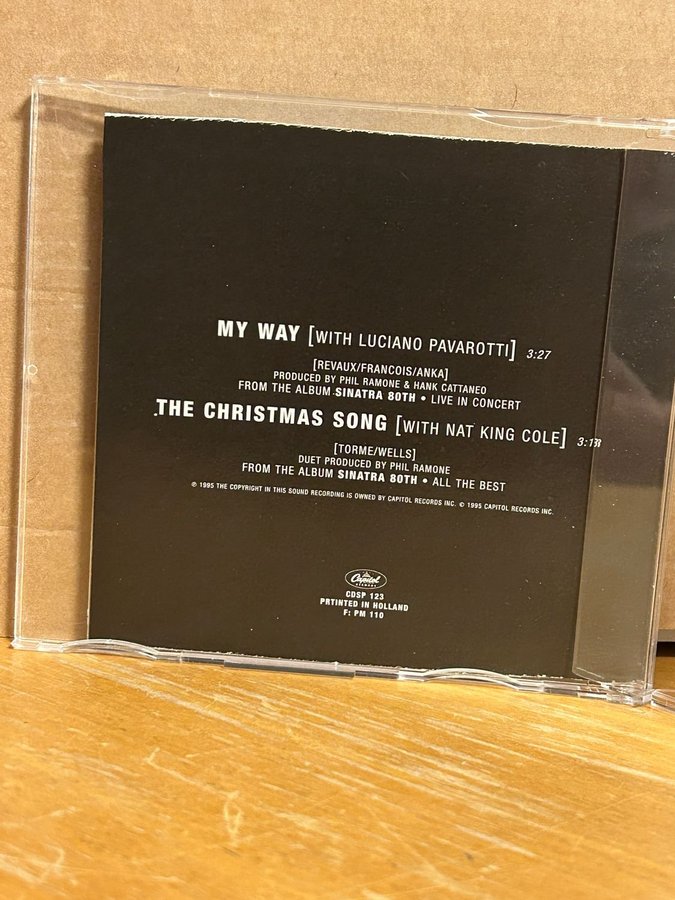 MY WAY [WITH LUCIANO PAVAROTTI] 3:27
[REVAUX/FRANCOIS/ANKA]
PRODUCED BY PHIL RAMONE & HANK CATTANEO
FROM THE ALBUM SINATRA 80TH • LIVE IN CONCERT
THE CHRISTMAS SONG [WITH NAT KING COLE]
[TORME/WELLS]
DUET PRODUCED BY PHIL RAMONE
FROM THE ALBUM SINATRA 80TH • ALL THE BEST
℗ 1995 THE COPYRIGHT IN THIS SOUND RECORDING IS OWNED BY CAPITOL RECORDS INC. © 1995 CAPITOL RECORDS INC.
Capitol
RECORDS
CDSP 123
PRTINTED IN HOLLAND
F: PM 110